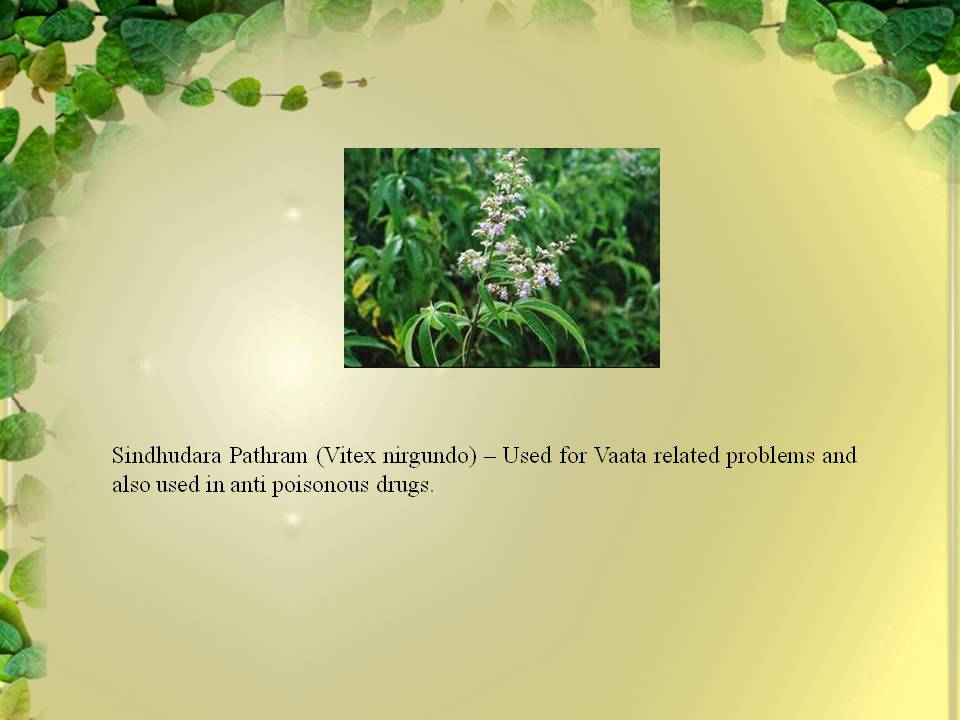 Sindhudara Pathram (Vitex nirgundo) – Used for Vaata related problems and
also used in anti poisonous drugs.